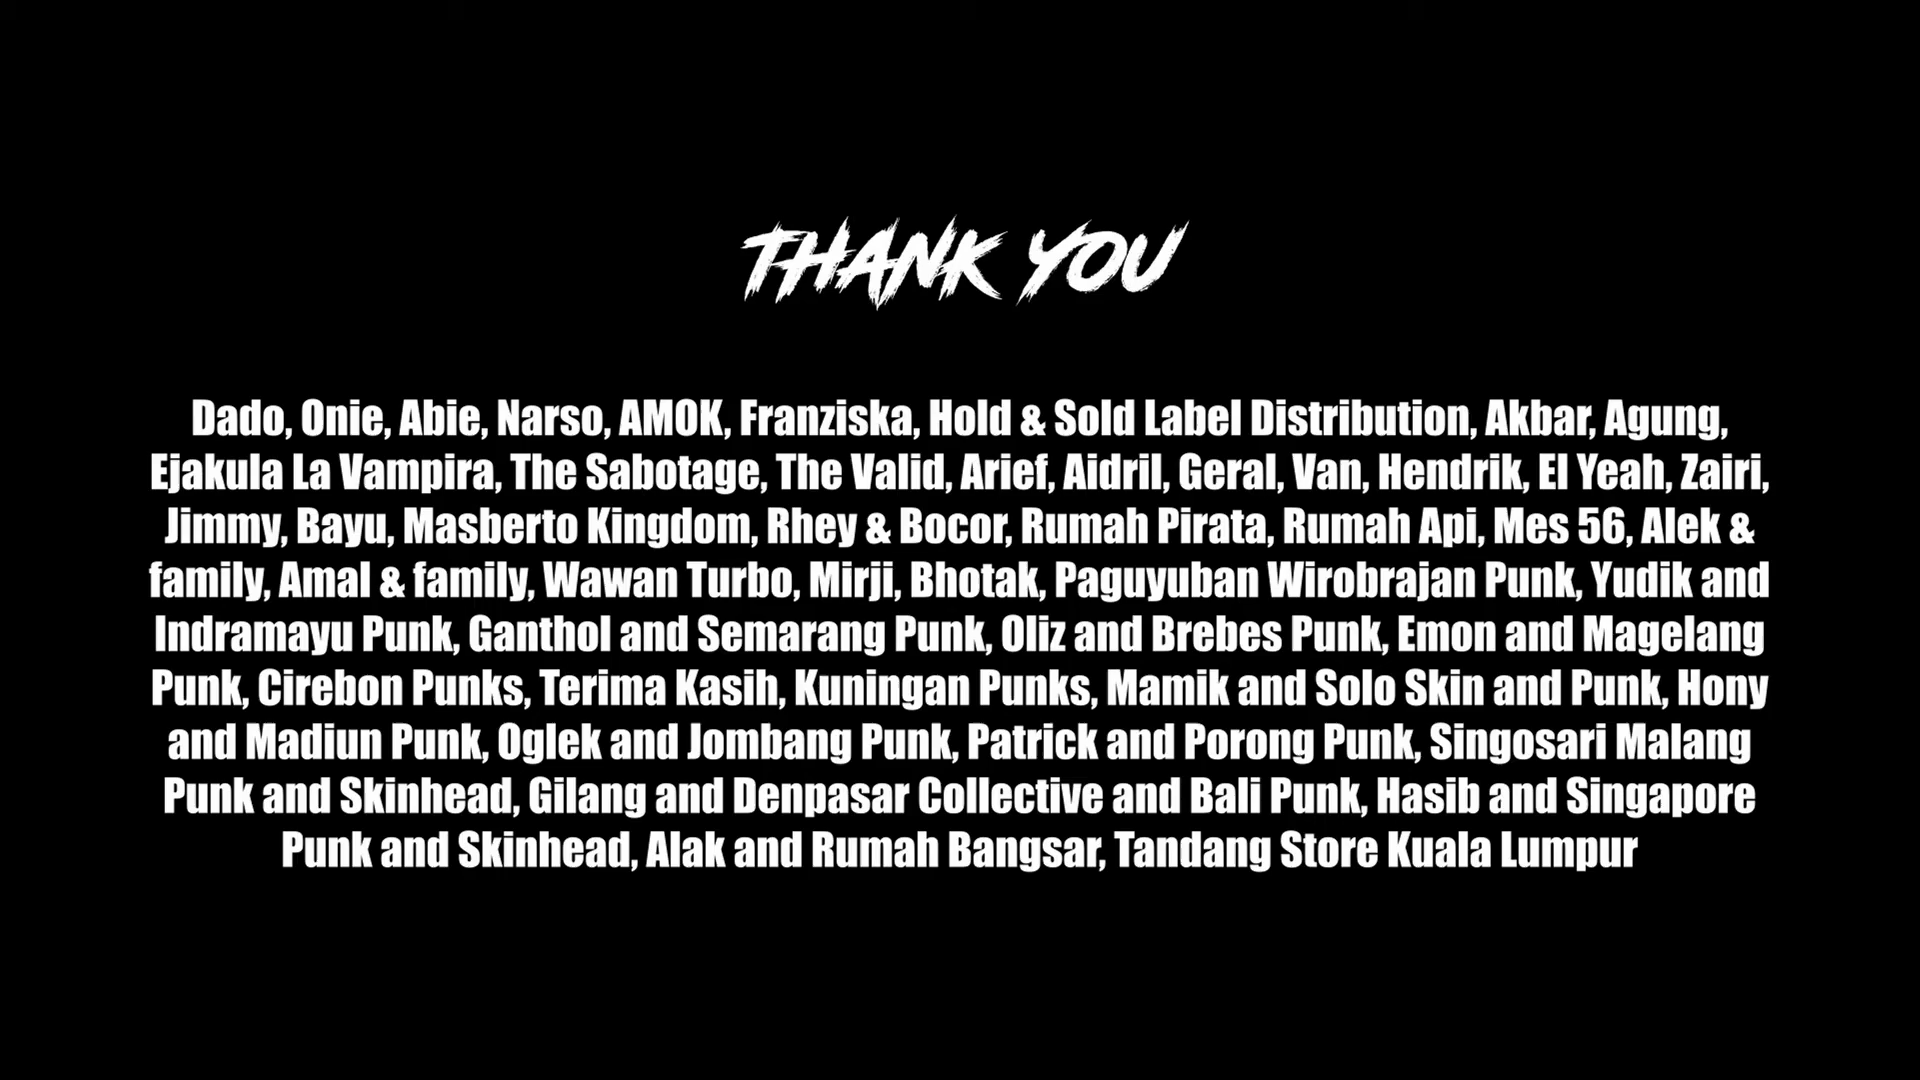 THANK YOU
Dado, Onie, Abie, Narso, AMOK, Franziska, Hold & Sold Label Distribution, Akbar, Agung,
Ejakula La Vampira, The Sabotage, The Valid, Arief, Aidril, Geral, Van, Hendrik, El Yeah, Zairi,
Jimmy, Bayu, Masberto Kingdom, Rhey & Bocor, Rumah Pirata, Rumah Api, Mes 56, Alek &
family, Amal & family, Wawan Turbo, Mirji, Bhotak, Paguyuban Wirobrajan Punk, Yudik and
Indramayu Punk, Ganthol and Semarang Punk, Oliz and Brebes Punk, Emon and Magelang
Punk, Cirebon Punks, Terima Kasih, Kuningan Punks, Mamik and Solo Skin and Punk, Hony
and Madiun Punk, Oglek and Jombang Punk, Patrick and Porong Punk, Singosari Malang
Punk and Skinhead, Gilang and Denpasar Collective and Bali Punk, Hasib and Singapore
Punk and Skinhead, Alak and Rumah Bangsar, Tandang Store Kuala Lumpur